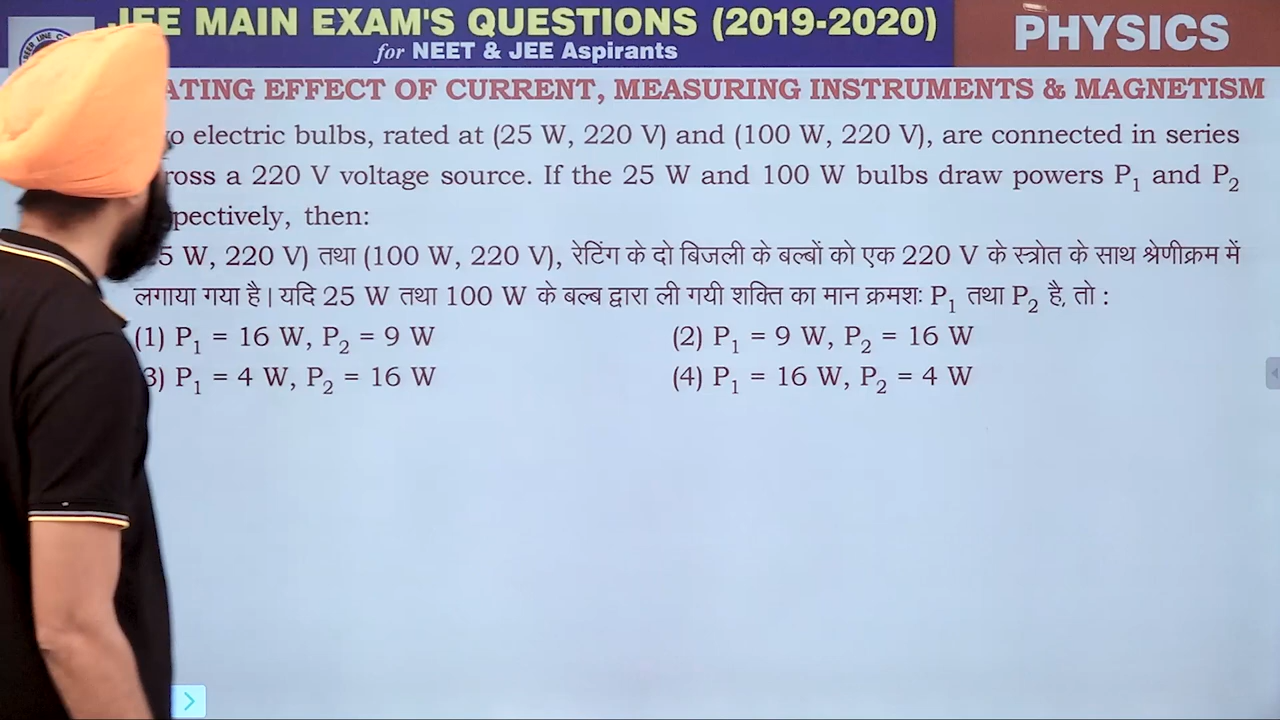 JEE MAIN EXAM'S QUESTIONS (2019-2020)
for NEET & JEE Aspirants
PHYSICS
ATING EFFECT OF CURRENT, MEASURING INSTRUMENTS & MAGNETISM
o electric bulbs, rated at (25 W, 220 V) and (100 W, 220 V), are connected in series
ross a 220 V voltage source. If the 25 W and 100 W bulbs draw powers P₁ and P₂
pectively, then:
5 W, 220 V) तथा (100 W, 220 V), रेटिंग के दो बिजली के बल्बों को एक 220 V के स्त्रोत के साथ श्रेणीक्रम में
लगाया गया है। यदि 25 W तथा 100 W के बल्ब द्वारा ली गयी शक्ति का मान क्रमशः P₁ तथा P₂ है, तो :
(1) P₁ = 16 W, P₂ = 9 W (2) P₁ = 9 W, P₂ = 16 W
3) P₁ = 4 W, P₂ = 16 W (4) P₁ = 16 W, P₂ = 4 W